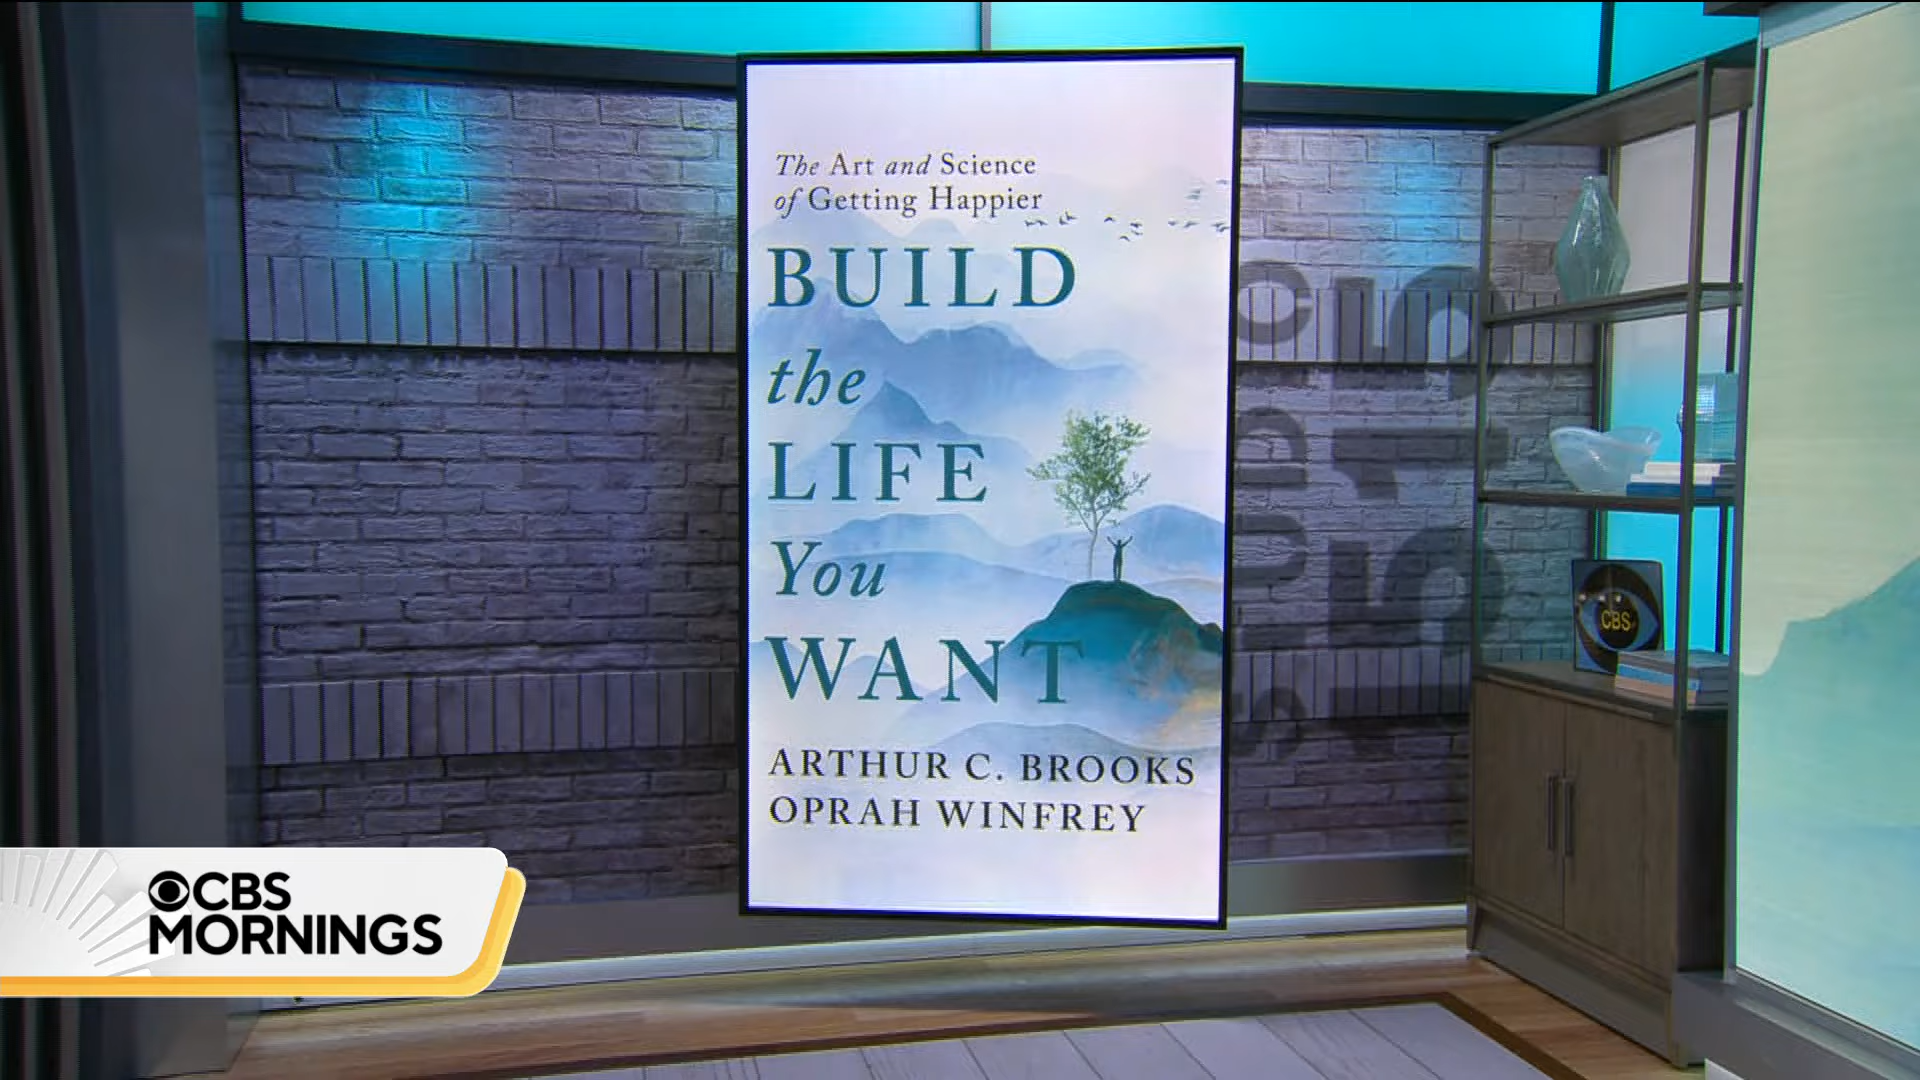 The Art and Science
of Getting Happier
BUILD
the
LIFE
You
WANT
ARTHUR C. BROOKS
OPRAH WINFREY
CBS
MORNINGS
CBS